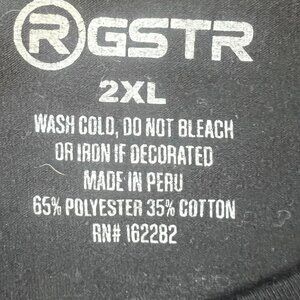 RGSTR
2XL
WASH COLD, DO NOT BLEACH
OR IRON IF DECORATED
MADE IN PERU
65% POLYESTER 35% COTTON
RN# 162282